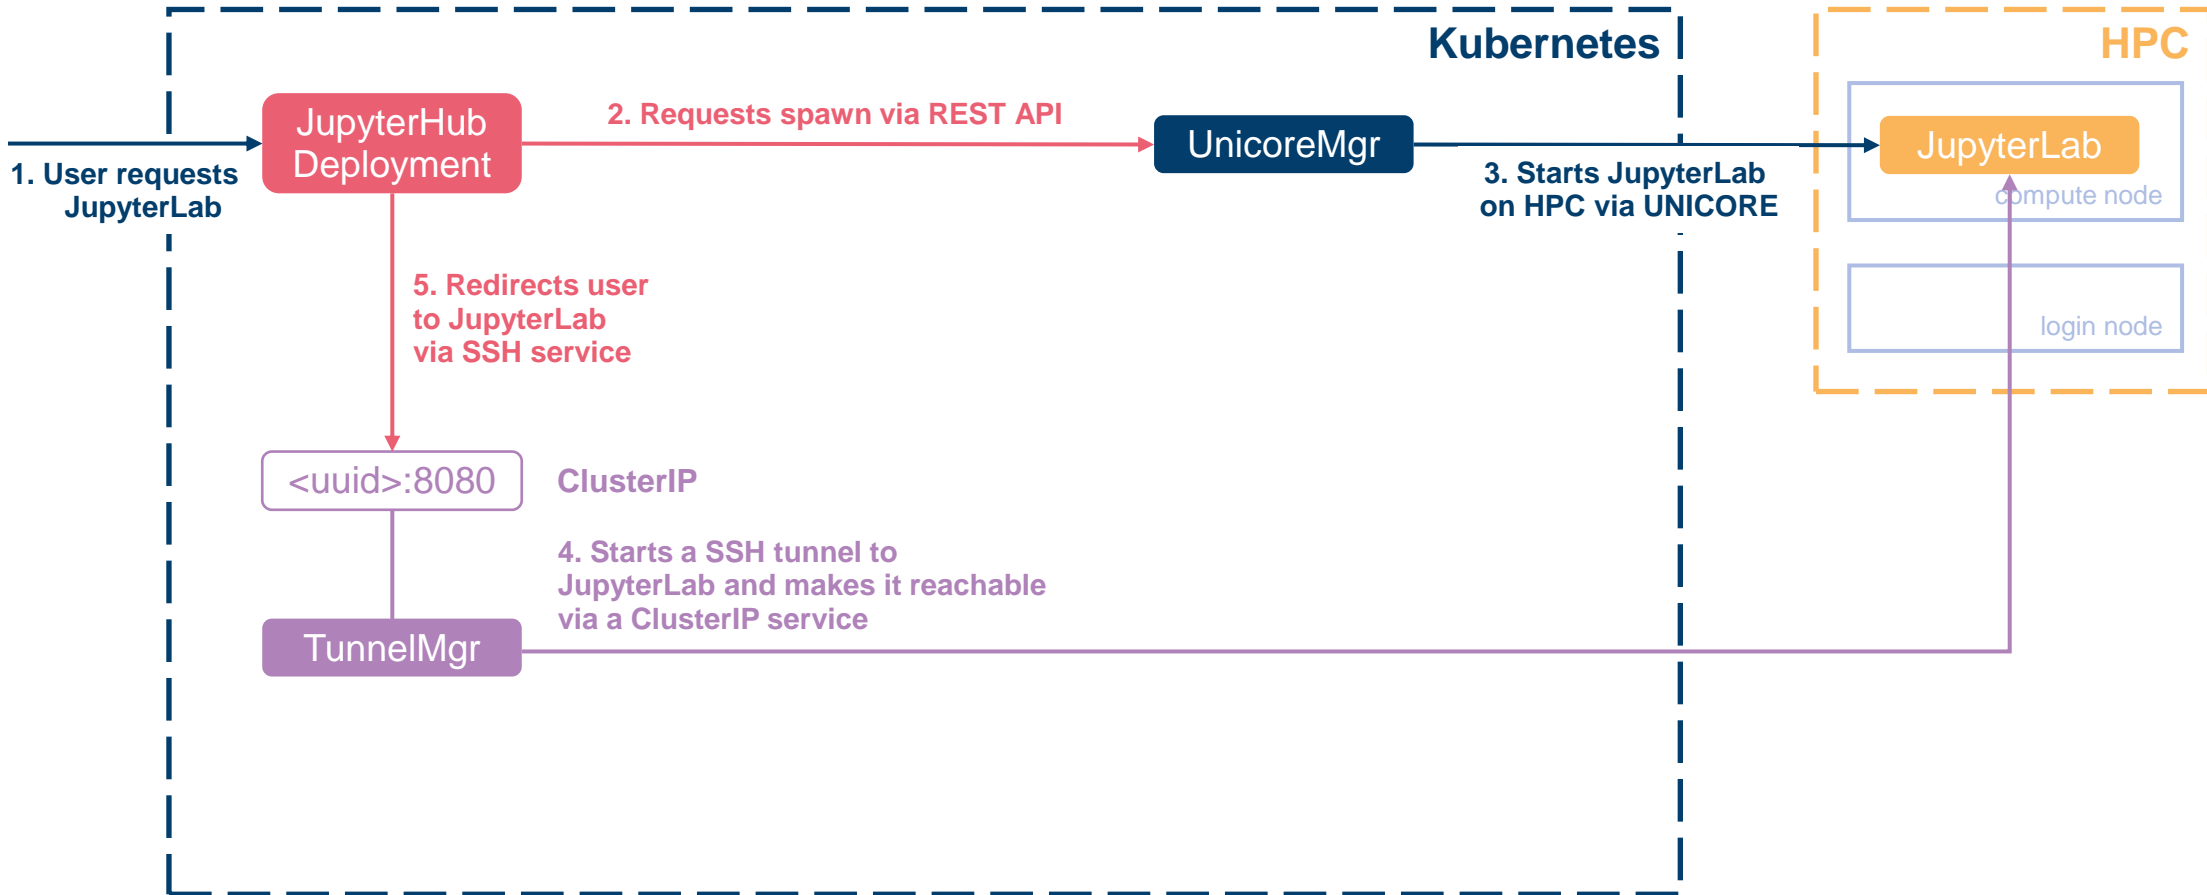 Kubernetes
HPC
JupyterHub
Deployment
2. Requests spawn via REST API
UnicoreMgr
JupyterLab
1. User requests
JupyterLab
3. Starts JupyterLab
on HPC via UNICORE
compute node
5. Redirects user
to JupyterLab
via SSH service
login node
<uuid>:8080
ClusterIP
4. Starts a SSH tunnel to
JupyterLab and makes it reachable
via a ClusterIP service
TunnelMgr